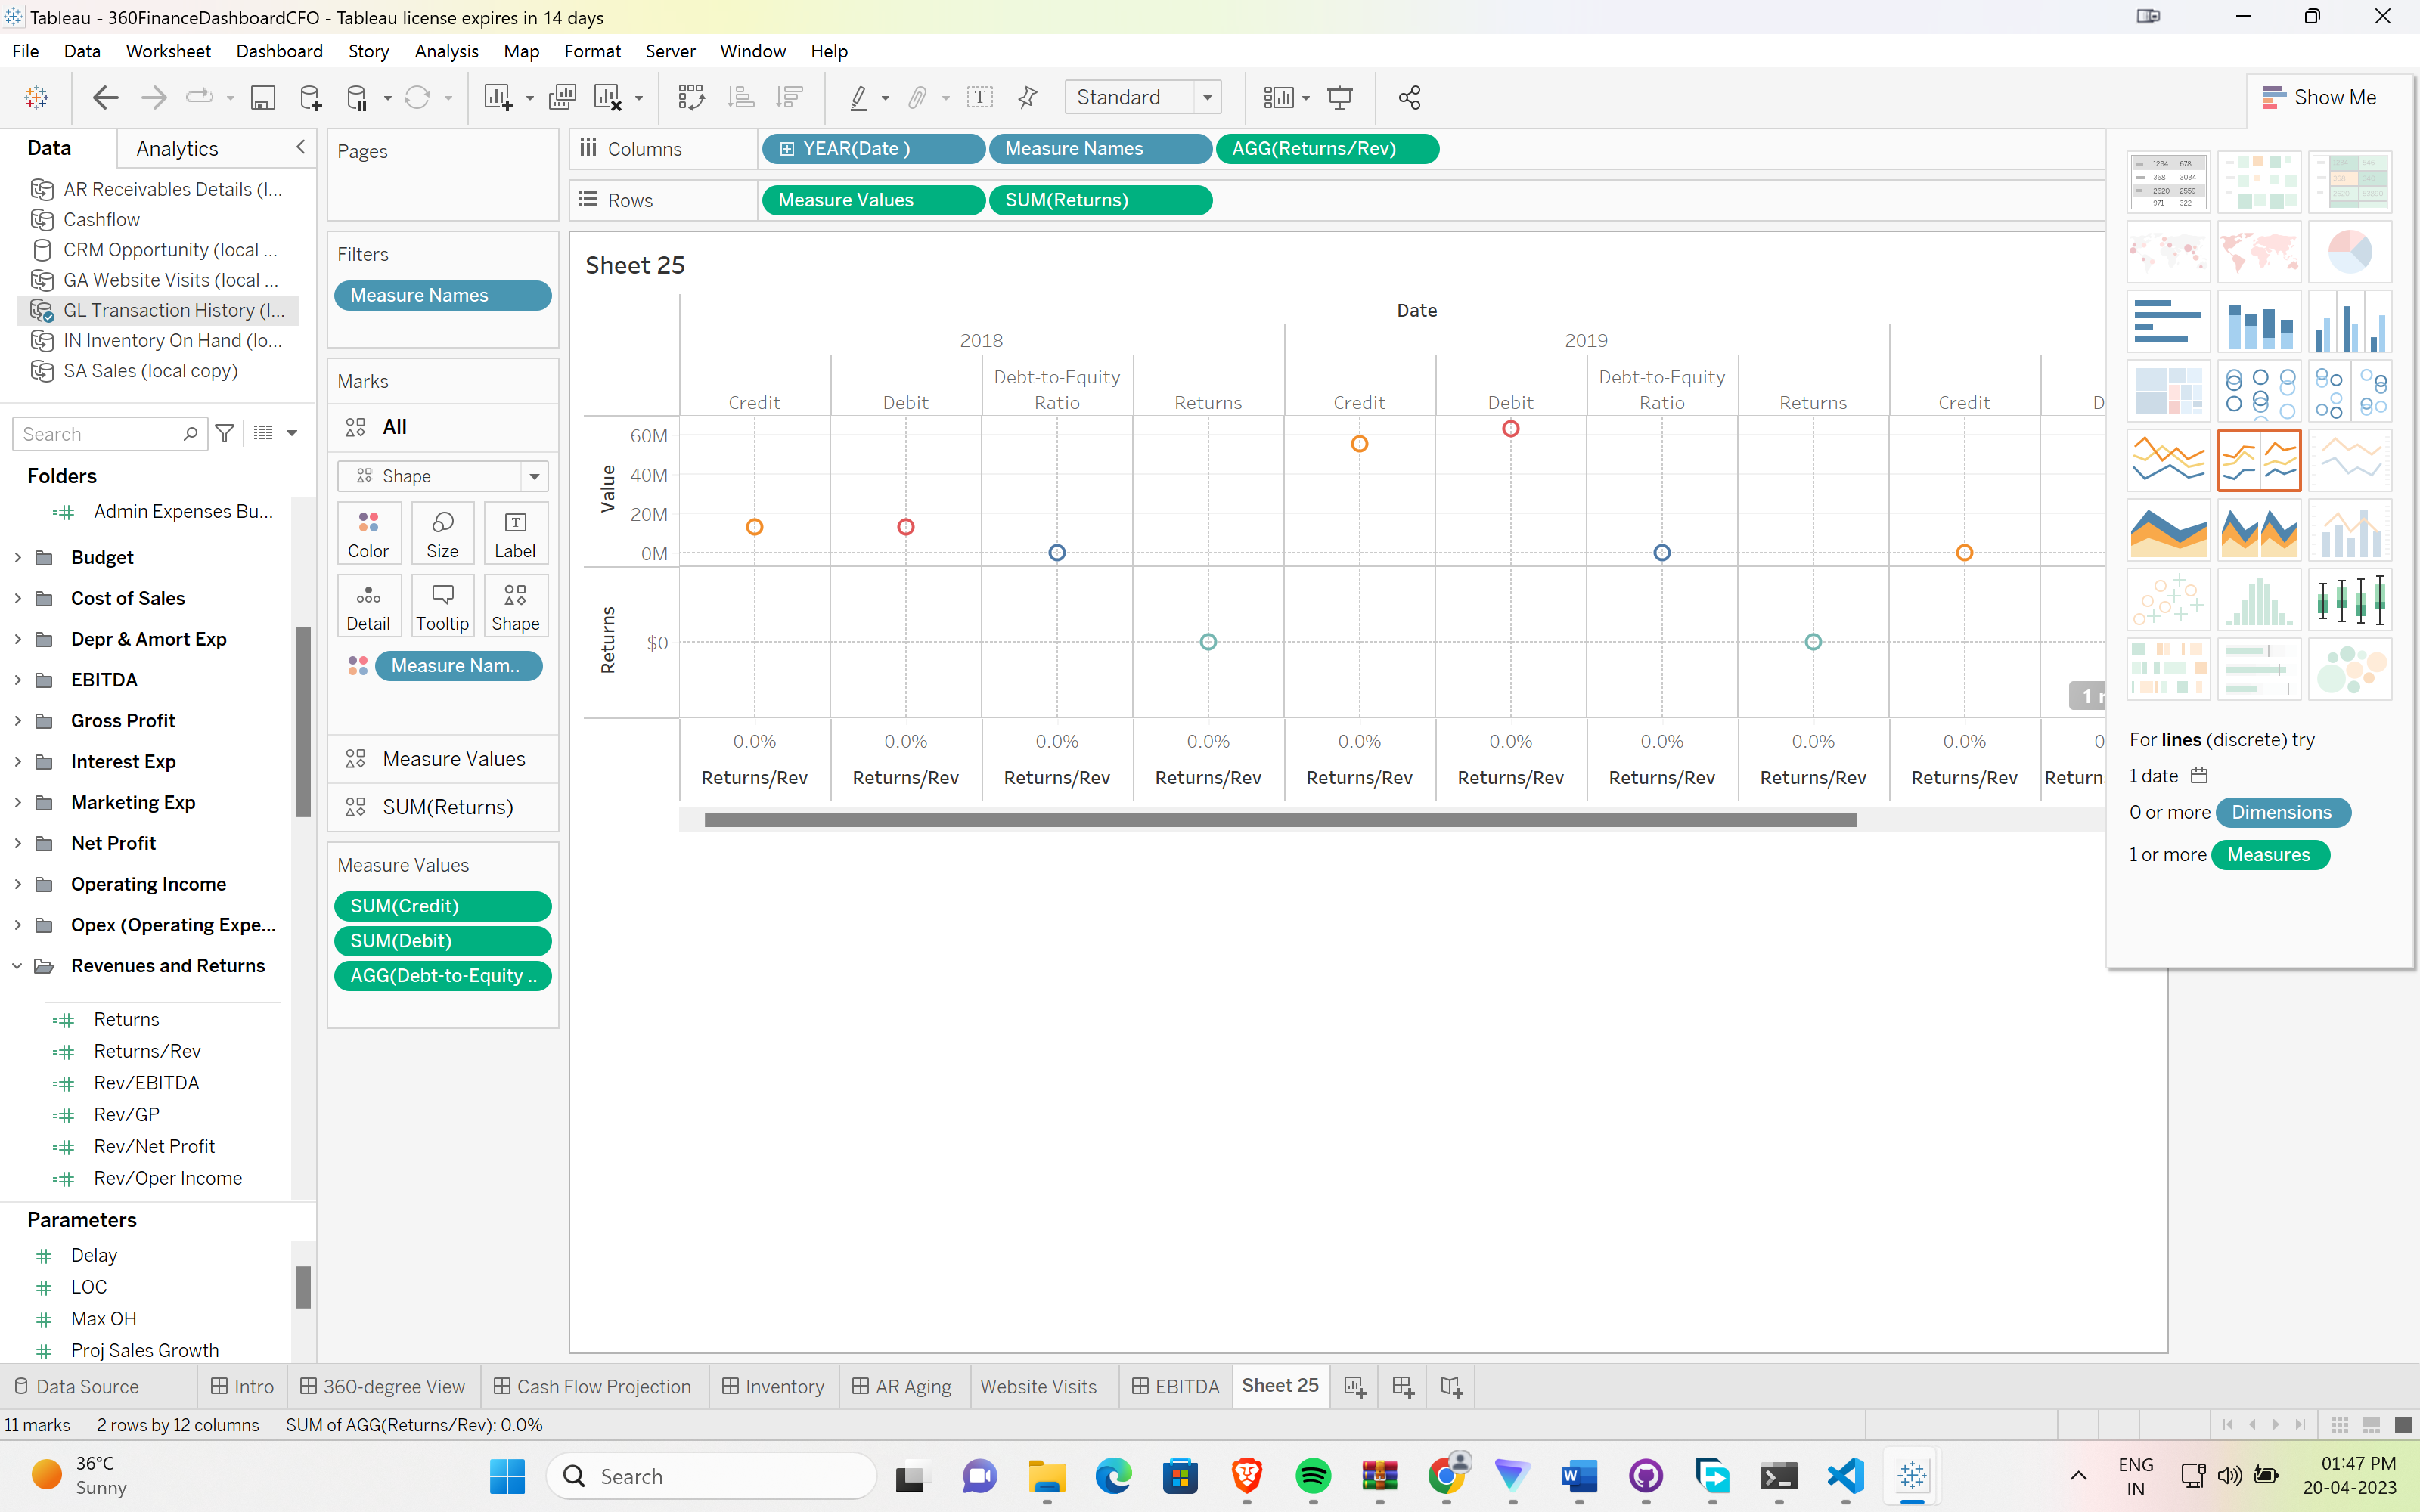 Tableau - 360FinanceDashboardCFO - Tableau license expires in 14 days
File Data Worksheet Dashboard Story Analysis Map Format Server Window Help
Standard
Show Me
Data Analytics
AR Receivables Details (l...
Cashflow
CRM Opportunity (local ...
GA Website Visits (local ...
GL Transaction History (l...
IN Inventory On Hand (lo...
SA Sales (local copy)
Search
Folders
Admin Expenses Bu...
Budget
Cost of Sales
Depr & Amort Exp
EBITDA
Gross Profit
Interest Exp
Marketing Exp
Net Profit
Operating Income
Opex (Operating Expe...
Revenues and Returns
Returns
Returns/Rev
Rev/EBITDA
Rev/GP
Rev/Net Profit
Rev/Oper Income
Parameters
Delay
LOC
Max OH
Proj Sales Growth
Pages
Filters
Measure Names
Marks
All
Shape
Color Size Label
Detail Tooltip Shape
Measure Nam..
Measure Values
SUM(Returns)
Measure Values
SUM(Credit)
SUM(Debit)
AGG(Debt-to-Equity ..
Columns YEAR(Date ) Measure Names AGG(Returns/Rev)
Rows Measure Values SUM(Returns)
Sheet 25
Date
2018 2019
Credit Debit Debt-to-Equity Ratio Returns Credit Debit Debt-to-Equity Ratio Returns Credit D
Value
60M
40M
20M
0M
Returns
$0
1
0.0% 0.0% 0.0% 0.0% 0.0% 0.0% 0.0% 0.0% 0.0% 0
Returns/Rev Returns/Rev Returns/Rev Returns/Rev Returns/Rev Returns/Rev Returns/Rev Returns/Rev Returns/Rev Return
1234 678
368 3034
2620 2559
971 322
For lines (discrete) try
1 date
0 or more Dimensions
1 or more Measures
Data Source Intro 360-degree View Cash Flow Projection Inventory AR Aging Website Visits EBITDA Sheet 25
11 marks 2 rows by 12 columns SUM of AGG(Returns/Rev): 0.0%
36°C
Sunny
Search
ENG
IN
01:47 PM
20-04-2023